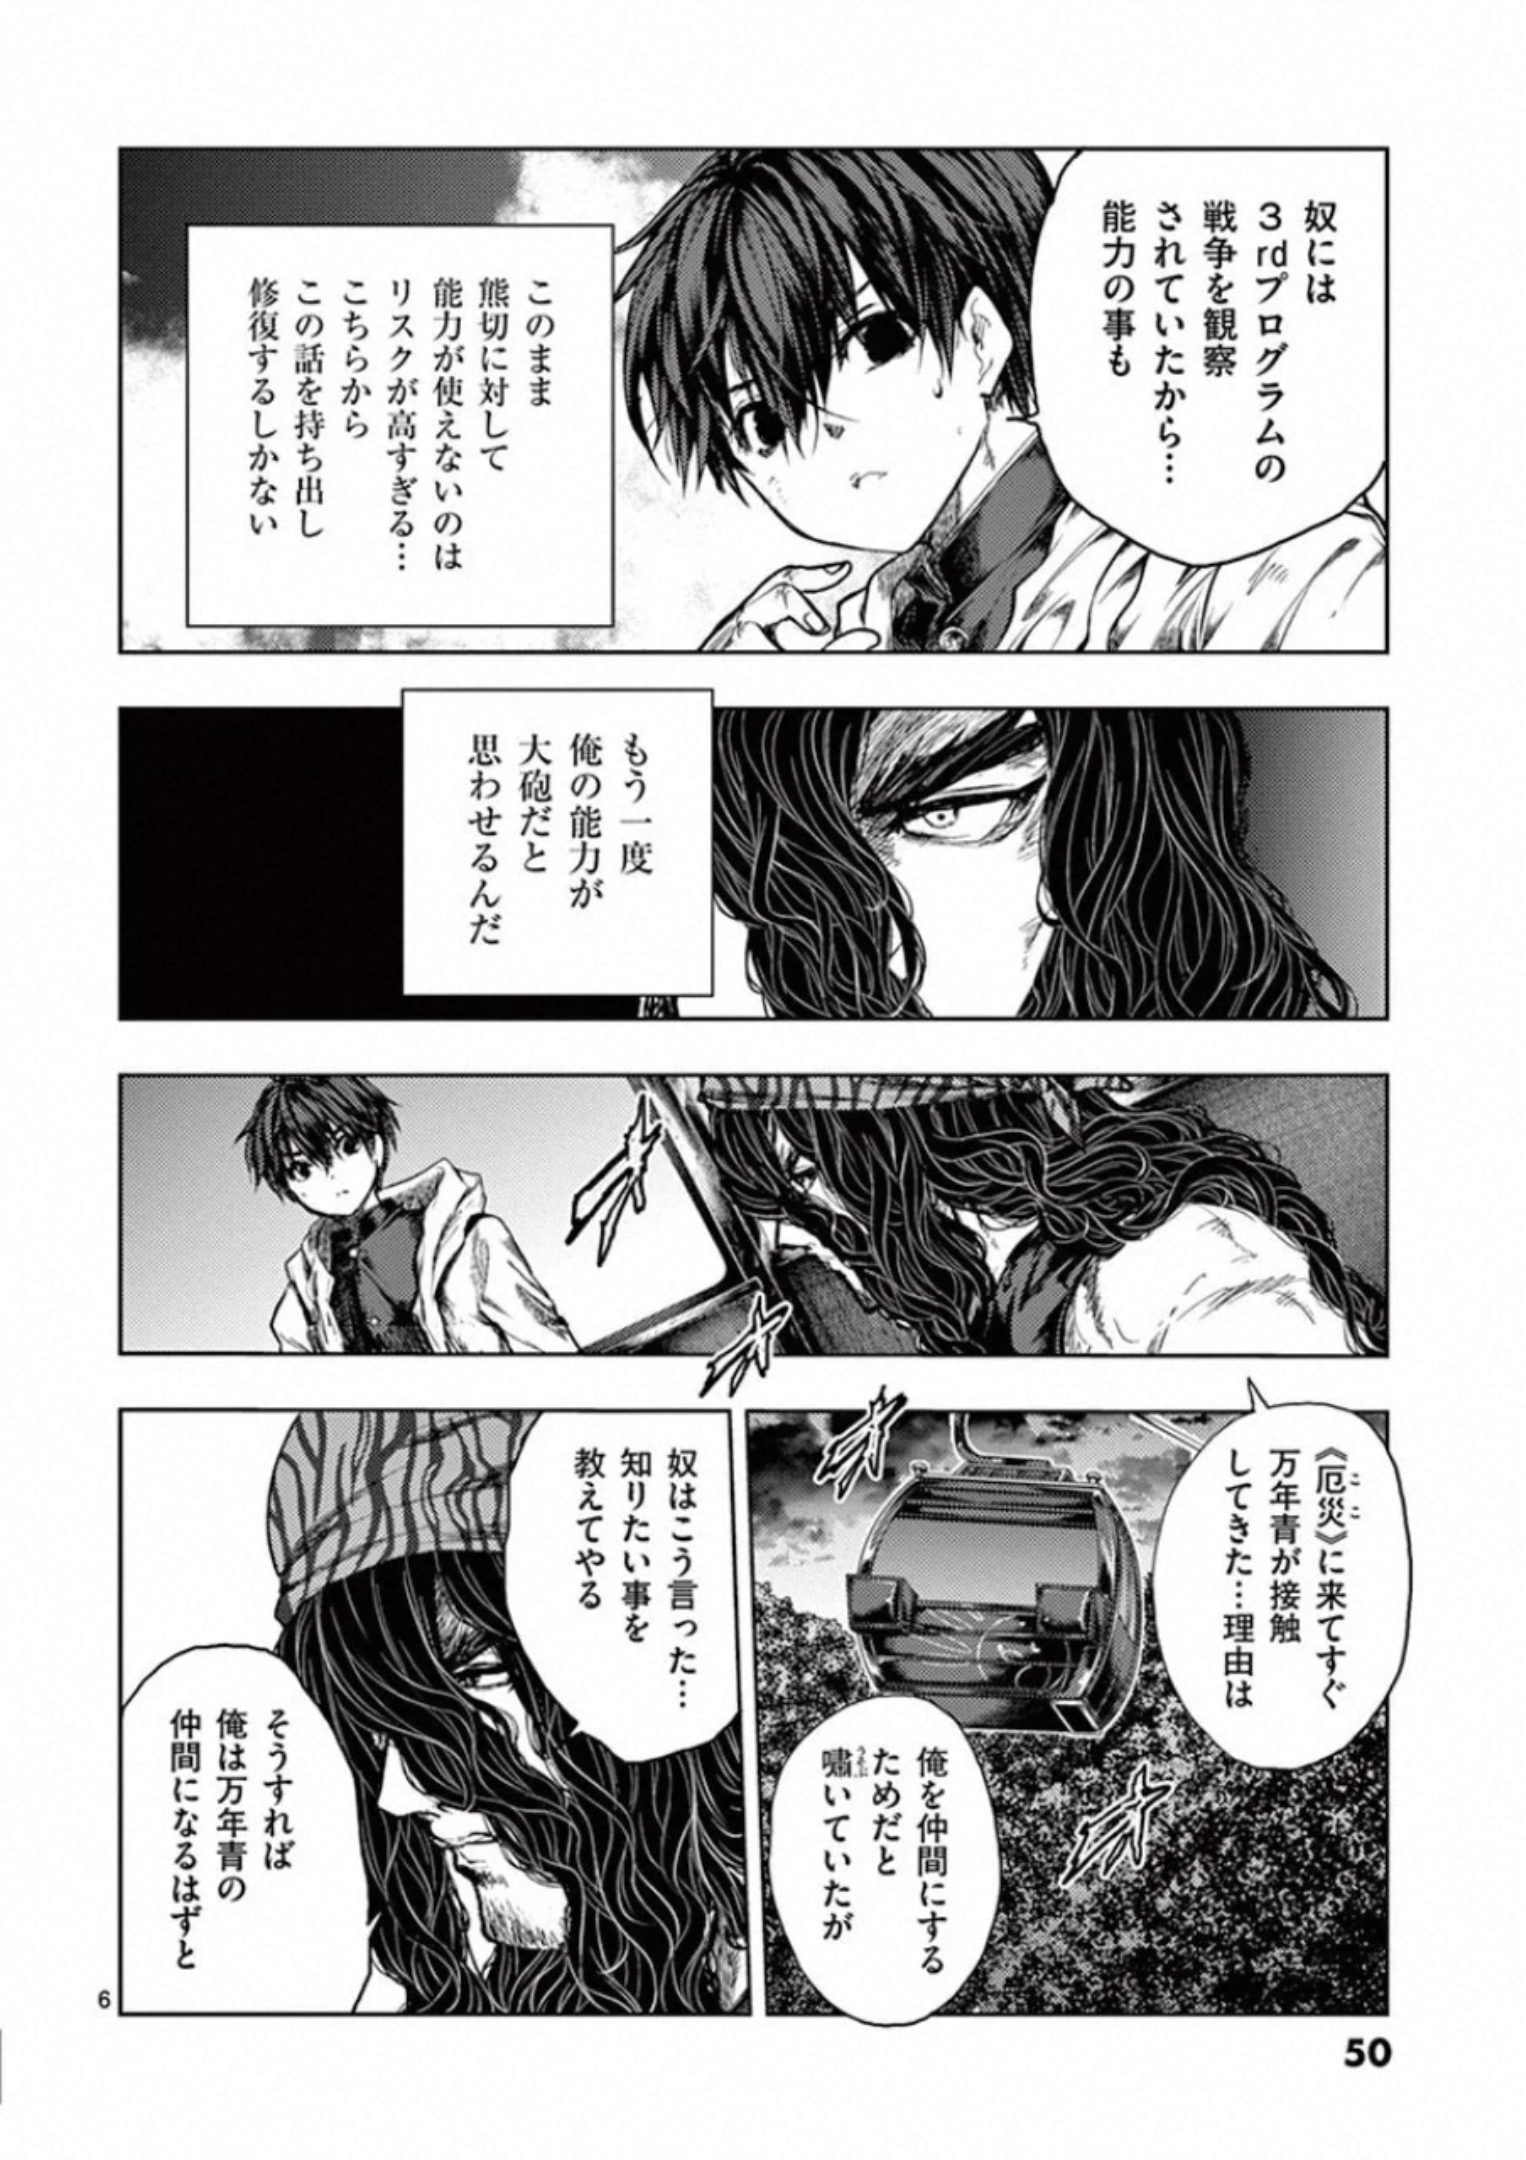 奴には
3rdプログラムの
戦争を観察
されていたから…
能力の事も
このまま
熊切に対して
能力が使えないのは
リスクが高すぎる…
こちらから
この話を持ち出し
修復するしかない
もう一度
俺の能力が
大砲だと
思わせるんだ
ガ
ガ
ガ
《厄災》に来てすぐ
ここ
万年青が接触
してきた…理由は
俺を仲間にする
ためだと
嘯いていたが
うそぶ
ガ
奴はこう言った…
知りたい事を
教えてやる
そうすれば
俺は万年青の
仲間になるはずと
6
50